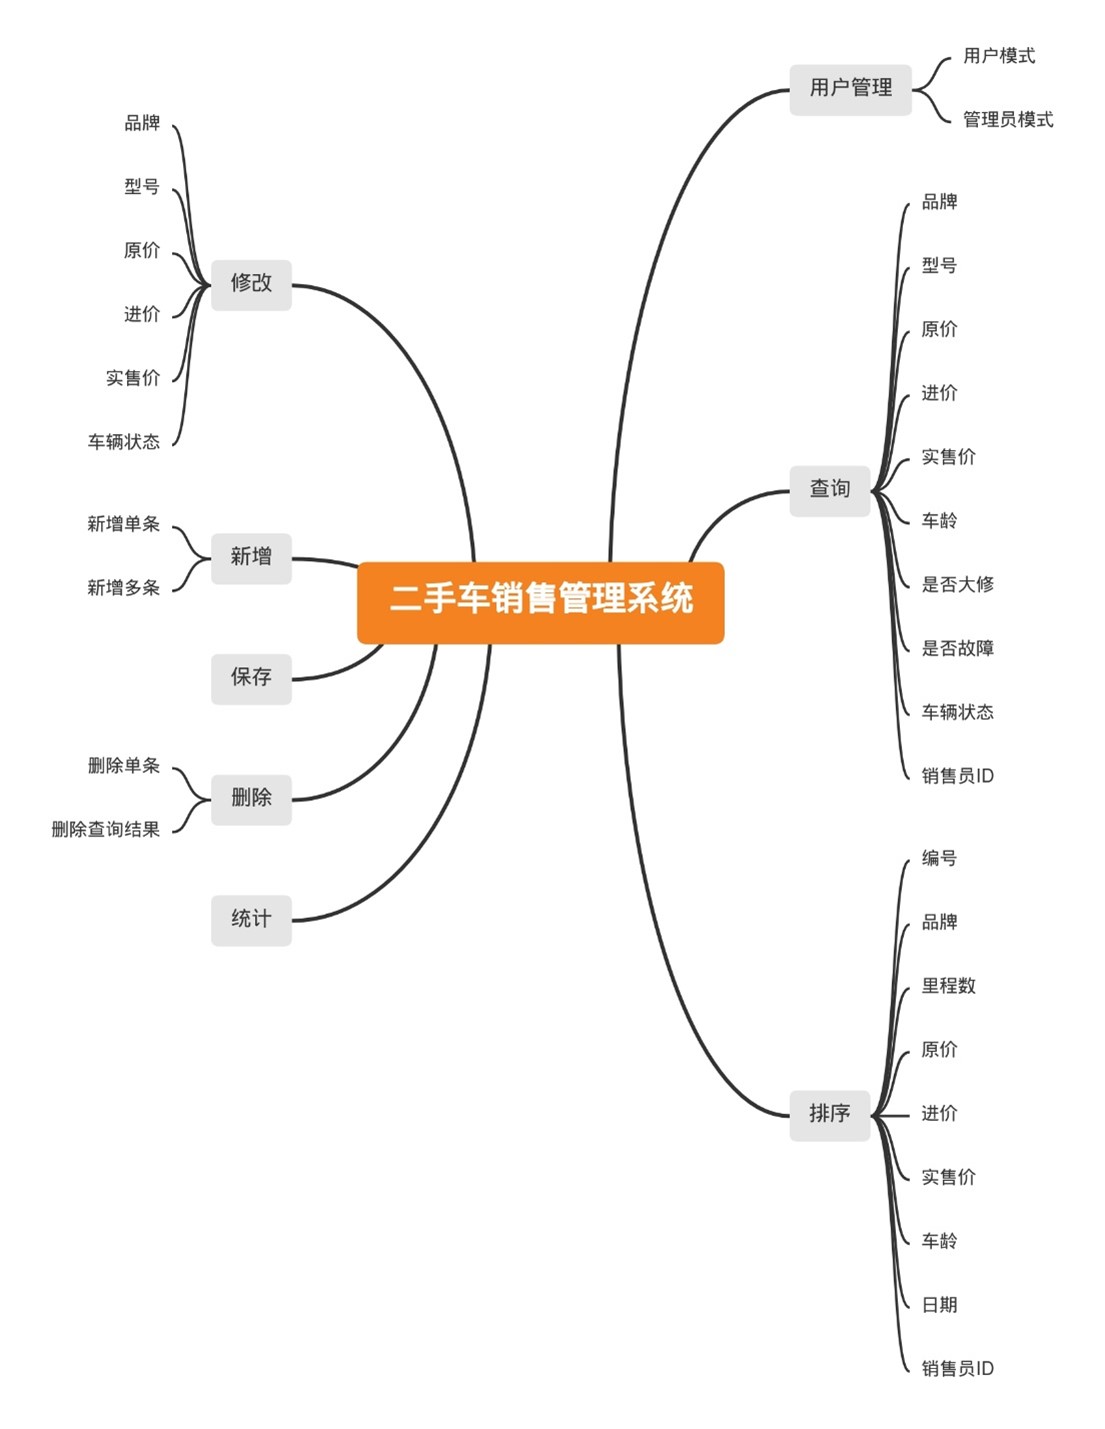 二手车销售管理系统
用户管理
用户模式
管理员模式
查询
品牌
型号
原价
进价
实售价
车龄
是否大修
是否故障
车辆状态
销售员ID
排序
编号
品牌
里程数
原价
进价
实售价
车龄
日期
销售员ID
修改
品牌
型号
原价
进价
实售价
车辆状态
新增
新增单条
新增多条
保存
删除
删除单条
删除查询结果
统计